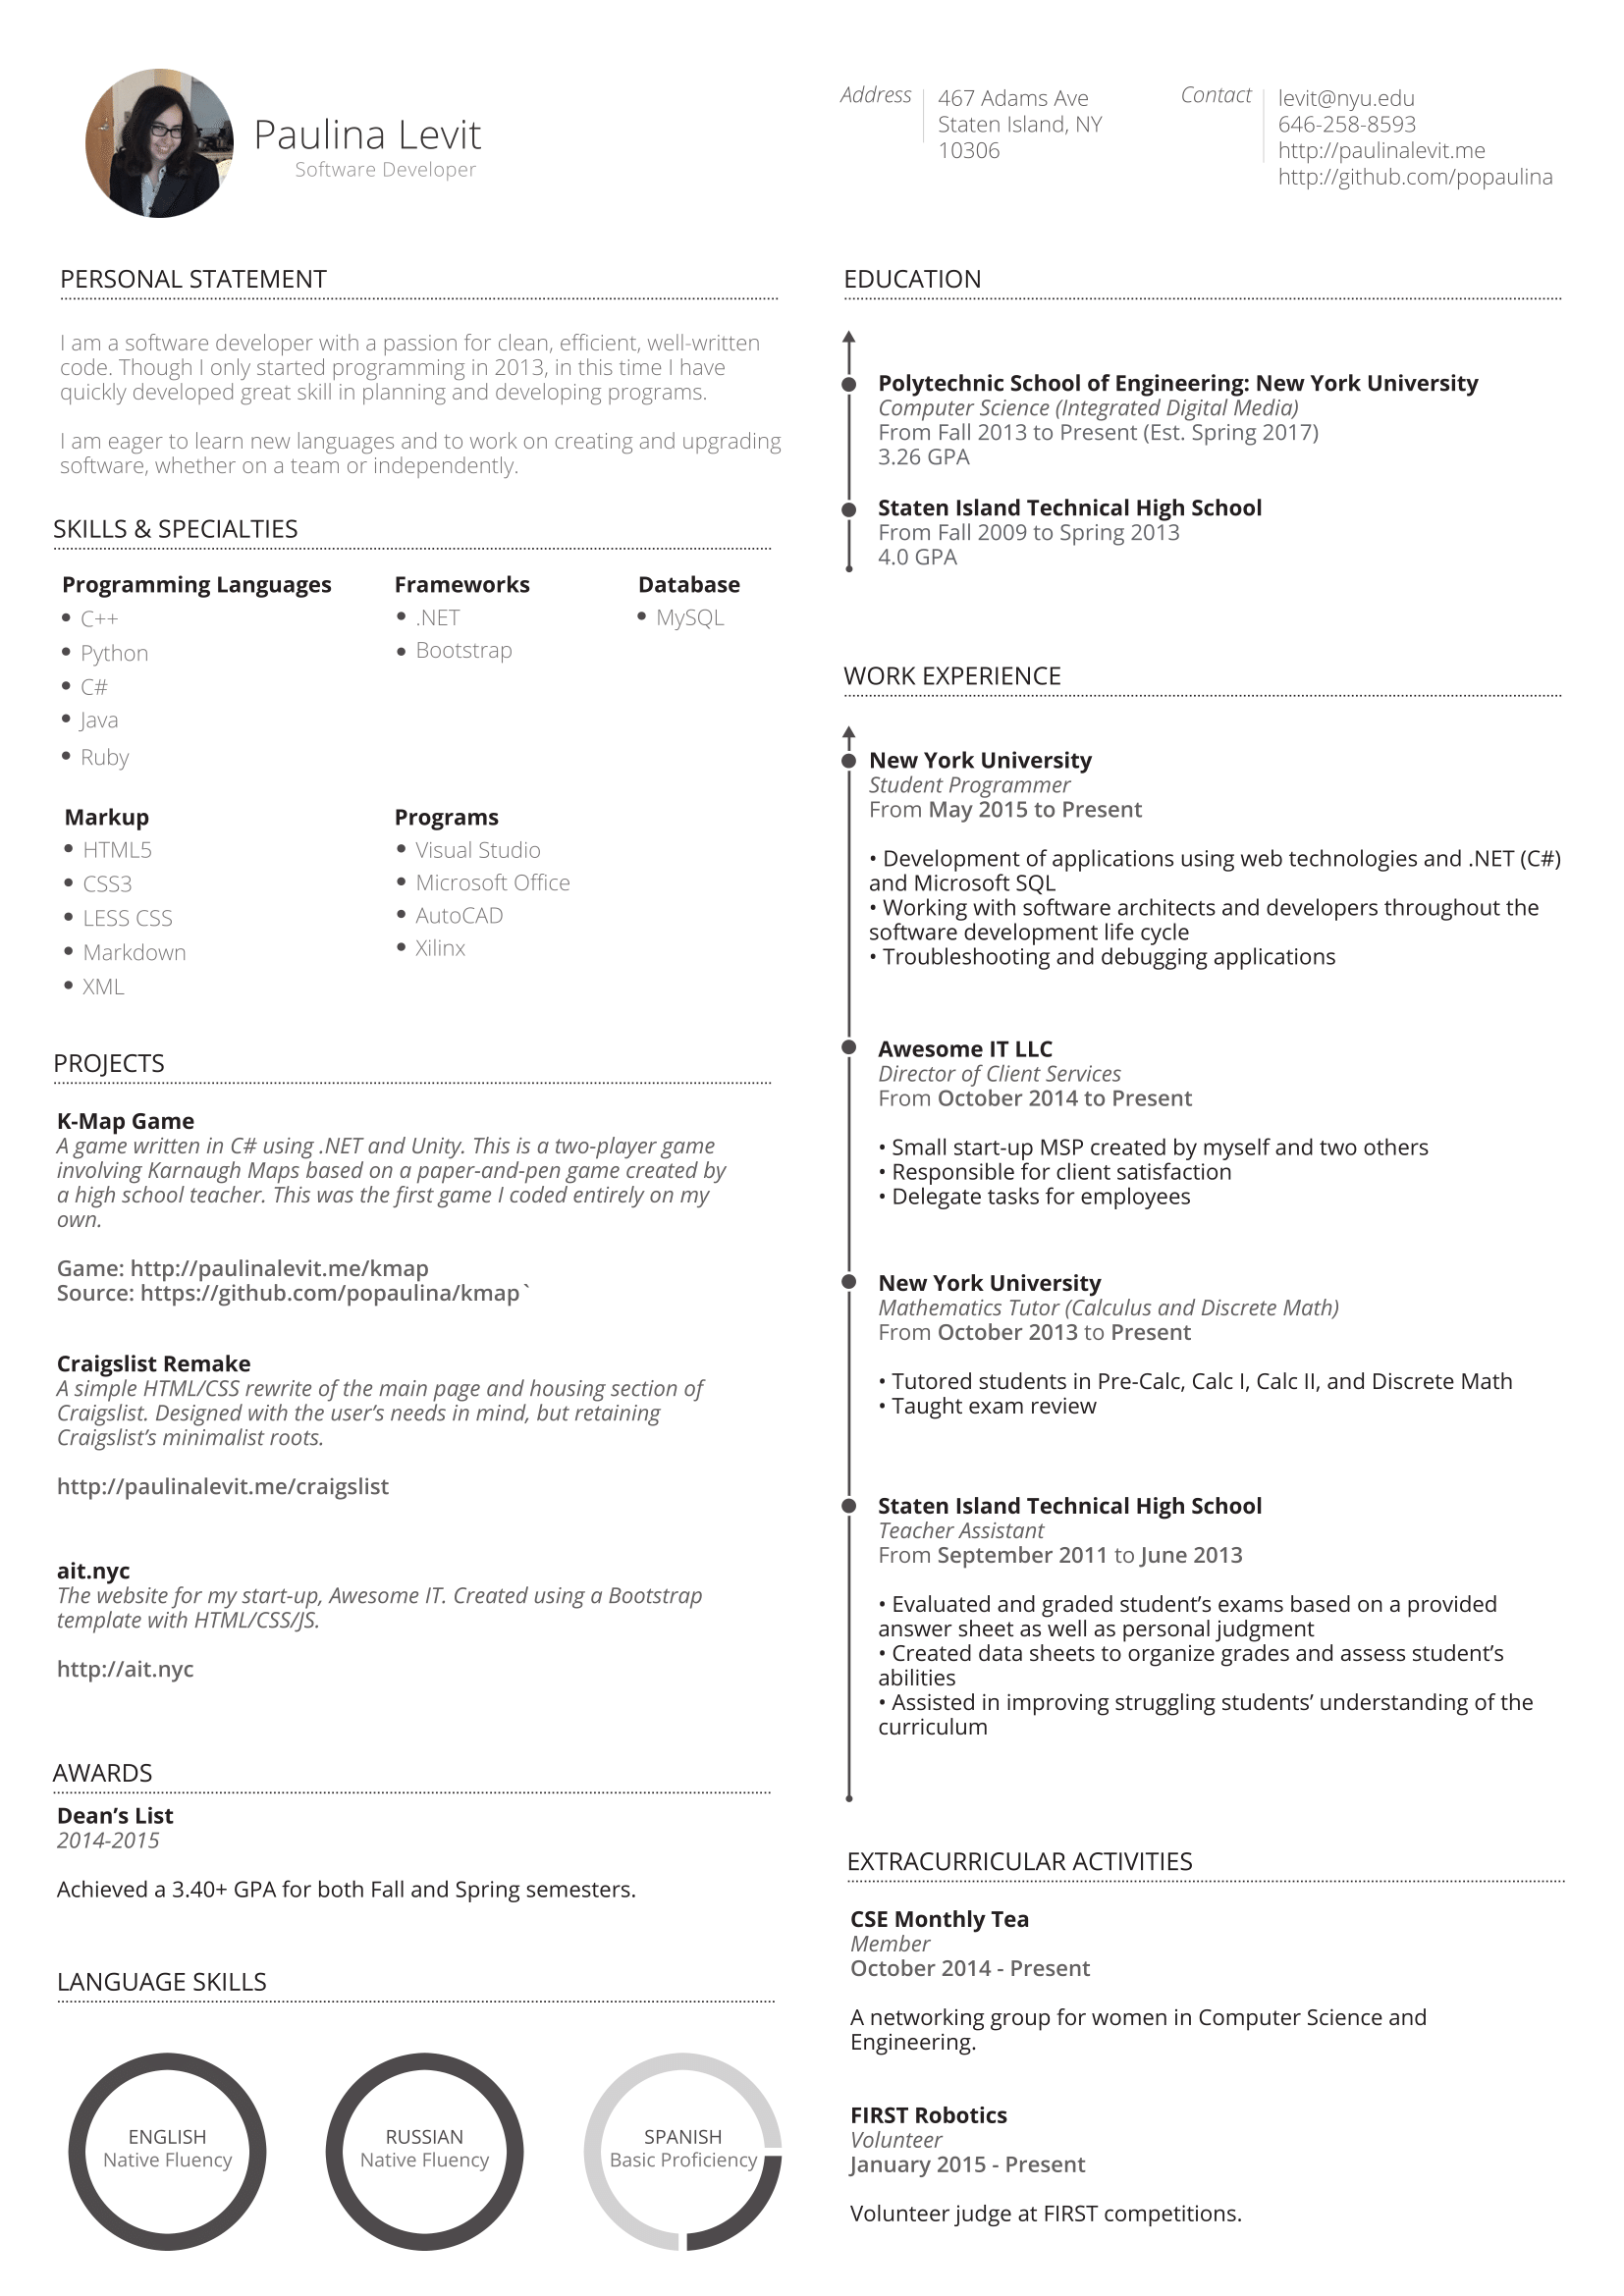 Paulina Levit
Software Developer
Address
467 Adams Ave
Staten Island, NY
10306
Contact
levit@nyu.edu
646-258-8593
http://paulinalevit.me
http://github.com/popaulina
PERSONAL STATEMENT
I am a software developer with a passion for clean, efficient, well-written
code. Though I only started programming in 2013, in this time I have
quickly developed great skill in planning and developing programs.
I am eager to learn new languages and to work on creating and upgrading
software, whether on a team or independently.
SKILLS & SPECIALTIES
Programming Languages
• C++
• Python
• C#
• Java
• Ruby
Frameworks
• .NET
• Bootstrap
Database
• MySQL
Markup
• HTML5
• CSS3
• LESS CSS
• Markdown
• XML
Programs
• Visual Studio
• Microsoft Office
• AutoCAD
• Xilinx
PROJECTS
K-Map Game
A game written in C# using .NET and Unity. This is a two-player game
involving Karnaugh Maps based on a paper-and-pen game created by
a high school teacher. This was the first game I coded entirely on my
own.
Game: http://paulinalevit.me/kmap
Source: https://github.com/popaulina/kmap`
Craigslist Remake
A simple HTML/CSS rewrite of the main page and housing section of
Craigslist. Designed with the user’s needs in mind, but retaining
Craigslist’s minimalist roots.
http://paulinalevit.me/craigslist
ait.nyc
The website for my start-up, Awesome IT. Created using a Bootstrap
template with HTML/CSS/JS.
http://ait.nyc
AWARDS
Dean’s List
2014-2015
Achieved a 3.40+ GPA for both Fall and Spring semesters.
LANGUAGE SKILLS
ENGLISH
Native Fluency
RUSSIAN
Native Fluency
SPANISH
Basic Proficiency
EDUCATION
Polytechnic School of Engineering: New York University
Computer Science (Integrated Digital Media)
From Fall 2013 to Present (Est. Spring 2017)
3.26 GPA
Staten Island Technical High School
From Fall 2009 to Spring 2013
4.0 GPA
WORK EXPERIENCE
New York University
Student Programmer
From May 2015 to Present
• Development of applications using web technologies and .NET (C#)
and Microsoft SQL
• Working with software architects and developers throughout the
software development life cycle
• Troubleshooting and debugging applications
Awesome IT LLC
Director of Client Services
From October 2014 to Present
• Small start-up MSP created by myself and two others
• Responsible for client satisfaction
• Delegate tasks for employees
New York University
Mathematics Tutor (Calculus and Discrete Math)
From October 2013 to Present
• Tutored students in Pre-Calc, Calc I, Calc II, and Discrete Math
• Taught exam review
Staten Island Technical High School
Teacher Assistant
From September 2011 to June 2013
• Evaluated and graded student’s exams based on a provided
answer sheet as well as personal judgment
• Created data sheets to organize grades and assess student’s
abilities
• Assisted in improving struggling students’ understanding of the
curriculum
EXTRACURRICULAR ACTIVITIES
CSE Monthly Tea
Member
October 2014 - Present
A networking group for women in Computer Science and
Engineering.
FIRST Robotics
Volunteer
January 2015 - Present
Volunteer judge at FIRST competitions.